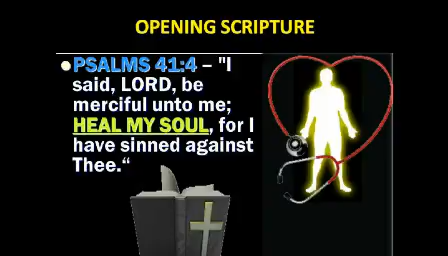 OPENING SCRIPTURE
PSALMS 41:4 – "I
said, LORD, be
merciful unto me;
HEAL MY SOUL, for I
have sinned against
Thee.“